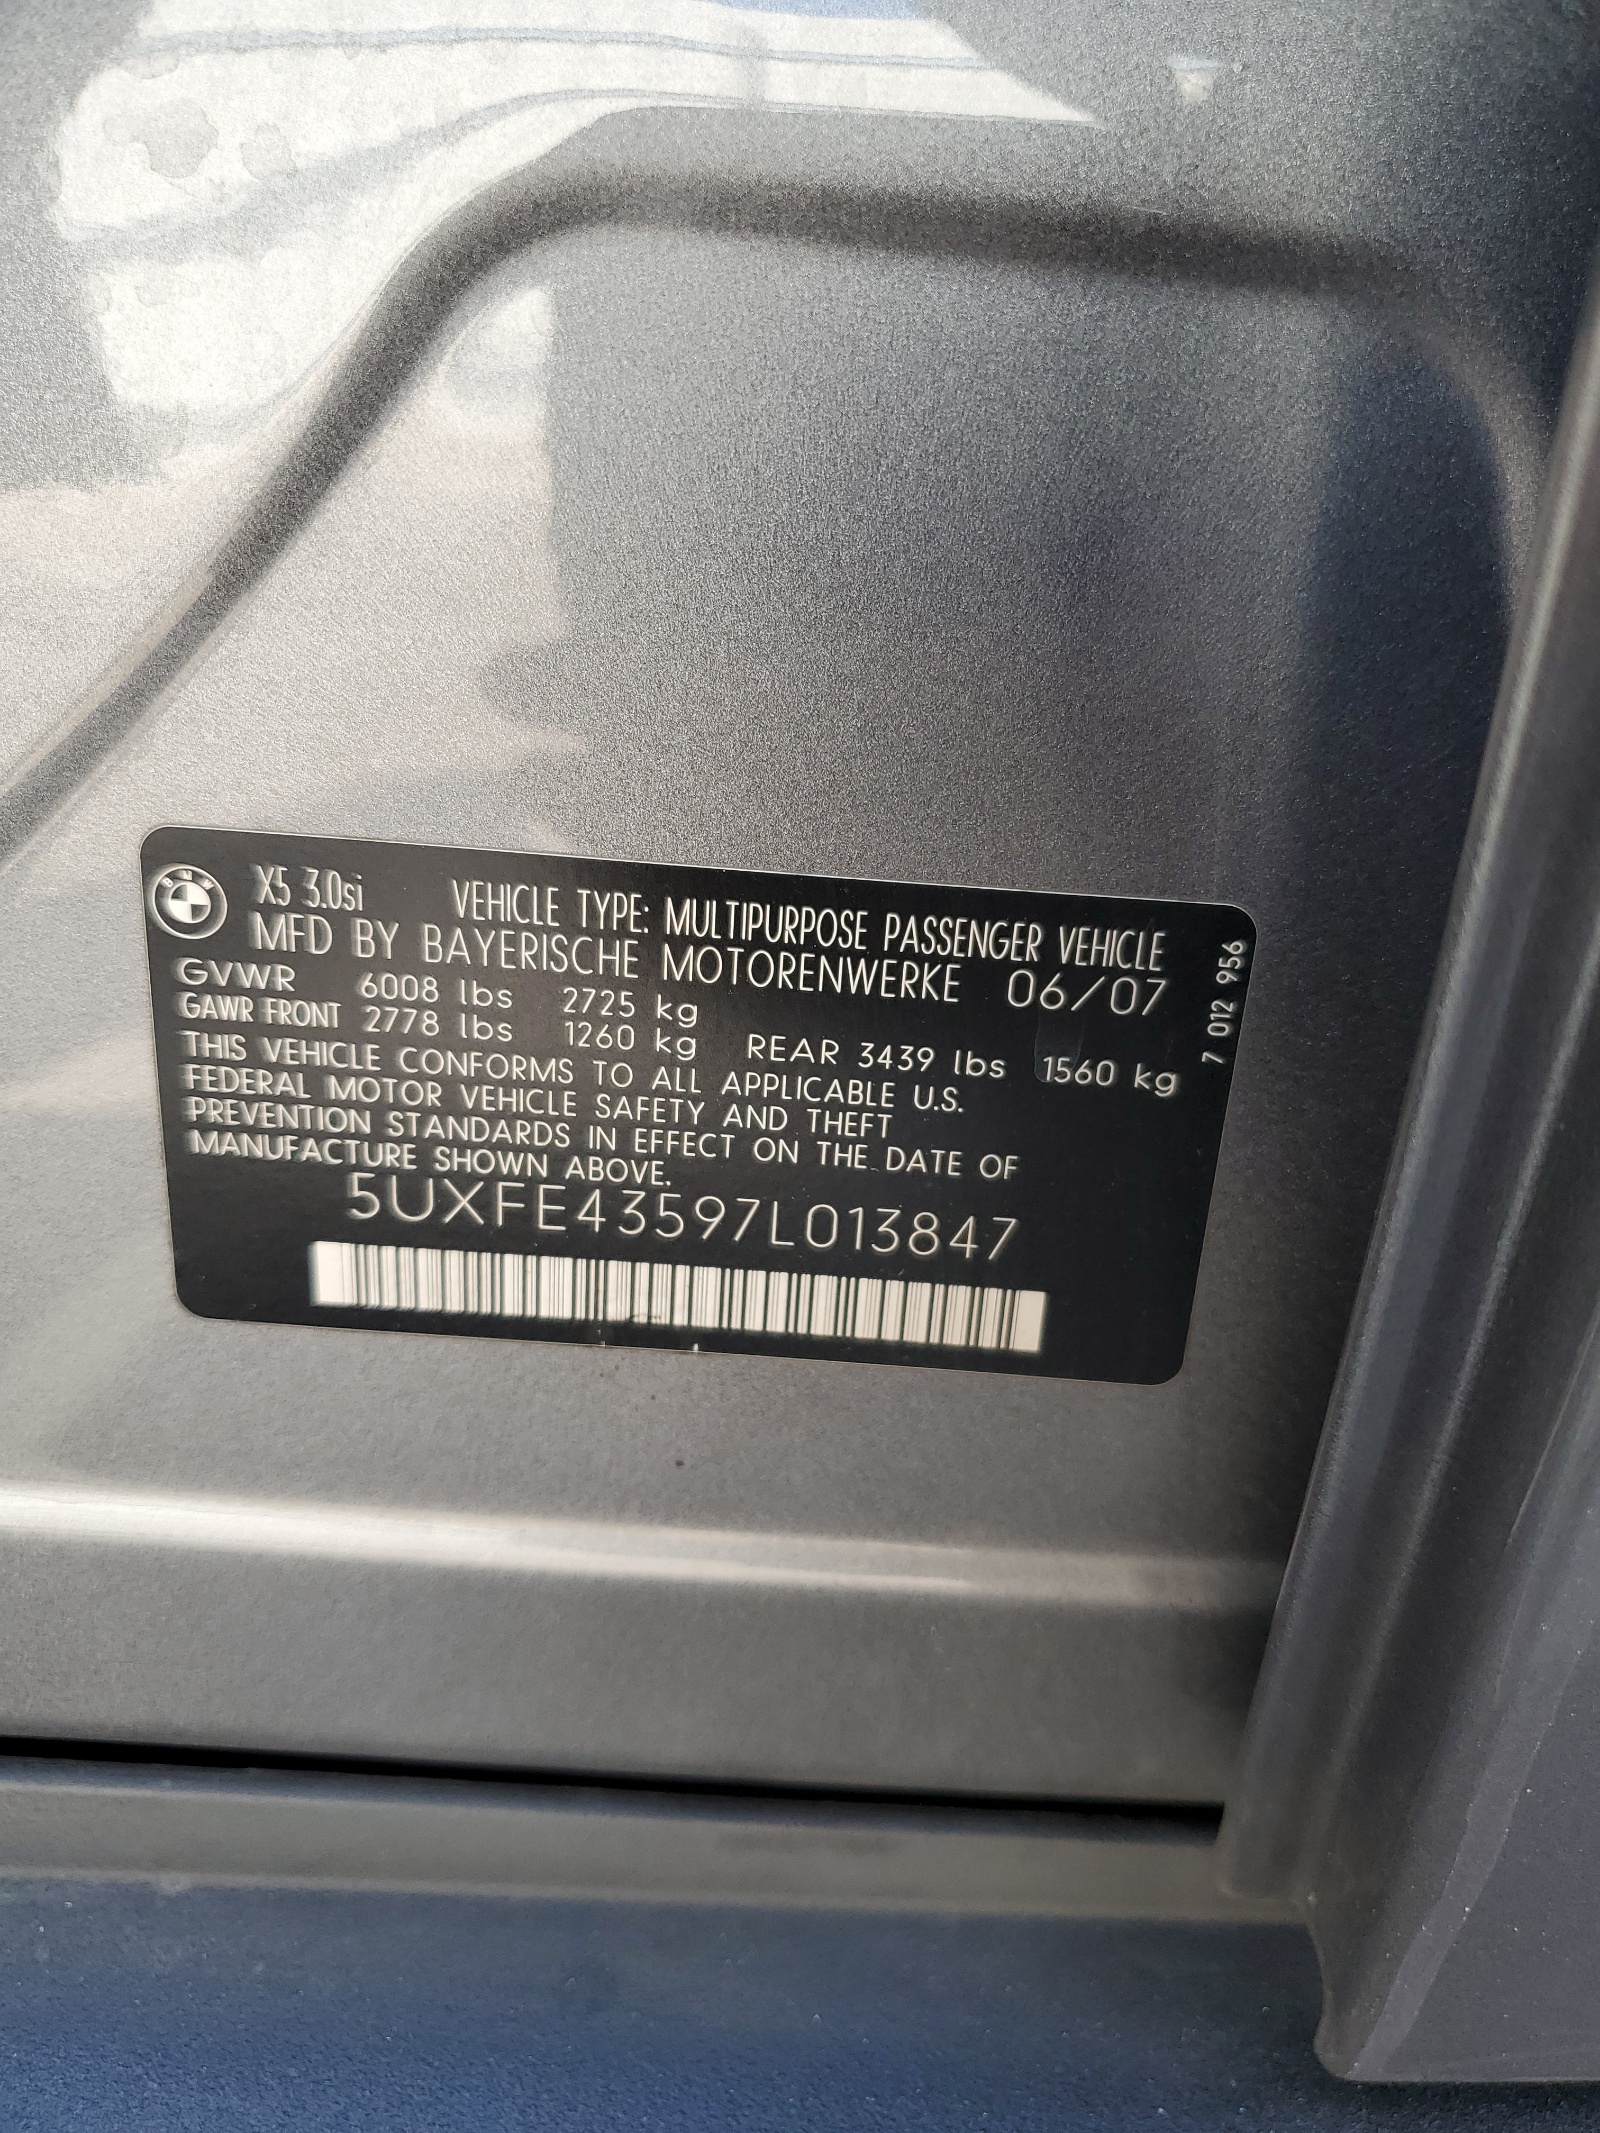 BMW
X5 3.0si VEHICLE TYPE: MULTIPURPOSE PASSENGER VEHICLE
MFD BY BAYERISCHE MOTORENWERKE 06/07
GVWR 6008 lbs 2725 kg
GAWR FRONT 2778 lbs 1260 kg REAR 3439 lbs 1560 kg
THIS VEHICLE CONFORMS TO ALL APPLICABLE U.S.
FEDERAL MOTOR VEHICLE SAFETY AND THEFT
PREVENTION STANDARDS IN EFFECT ON THE DATE OF
MANUFACTURE SHOWN ABOVE.
5UXFE43597L013847
7 012 956